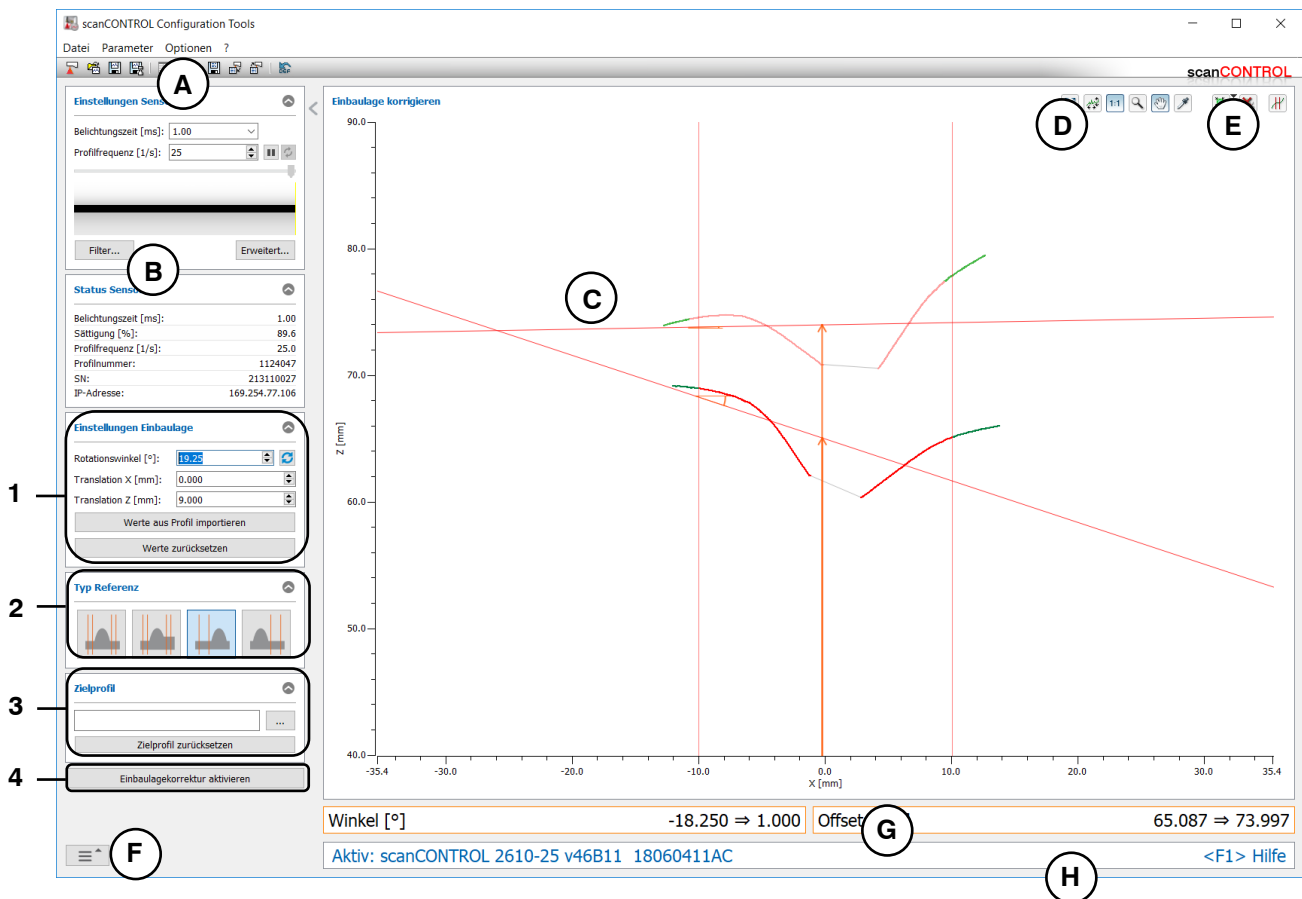 scanCONTROL Configuration Tools
Datei Parameter Optionen ?
A
scanCONTROL
Einstellungen
Belichtungszeit [ms]: 1.00
Profilfrequenz [1/s]: 25
Filter... Erweitert...
B
Status
Belichtungszeit [ms]: 1.00
Sättigung [%]: 89.6
Profilfrequenz [1/s]: 25.0
Profilnummer: 1124047
SN: 213110027
IP-Adresse: 169.254.77.106
1
Einstellungen Einbaulage
Rotationswinkel [°]: 19.25
Translation X [mm]: 0.000
Translation Z [mm]: 9.000
Werte aus Profil importieren
Werte zurücksetzen
2
Typ Referenz
3
Zielprofil
...
Zielprofil zurücksetzen
4
Einbaulagekorrektur aktivieren
F
Einbaulage korrigieren
D
1:1
E
C
90.0
80.0
70.0
60.0
50.0
40.0
Z [mm]
-35.4 -30.0 -20.0 -10.0 0.0 10.0 20.0 30.0 35.4
X [mm]
Winkel [°] -18.250 ⇒ 1.000
Offset 65.087 ⇒ 73.997
G
Aktiv: scanCONTROL 2610-25 v46B11 18060411AC <F1> Hilfe
H